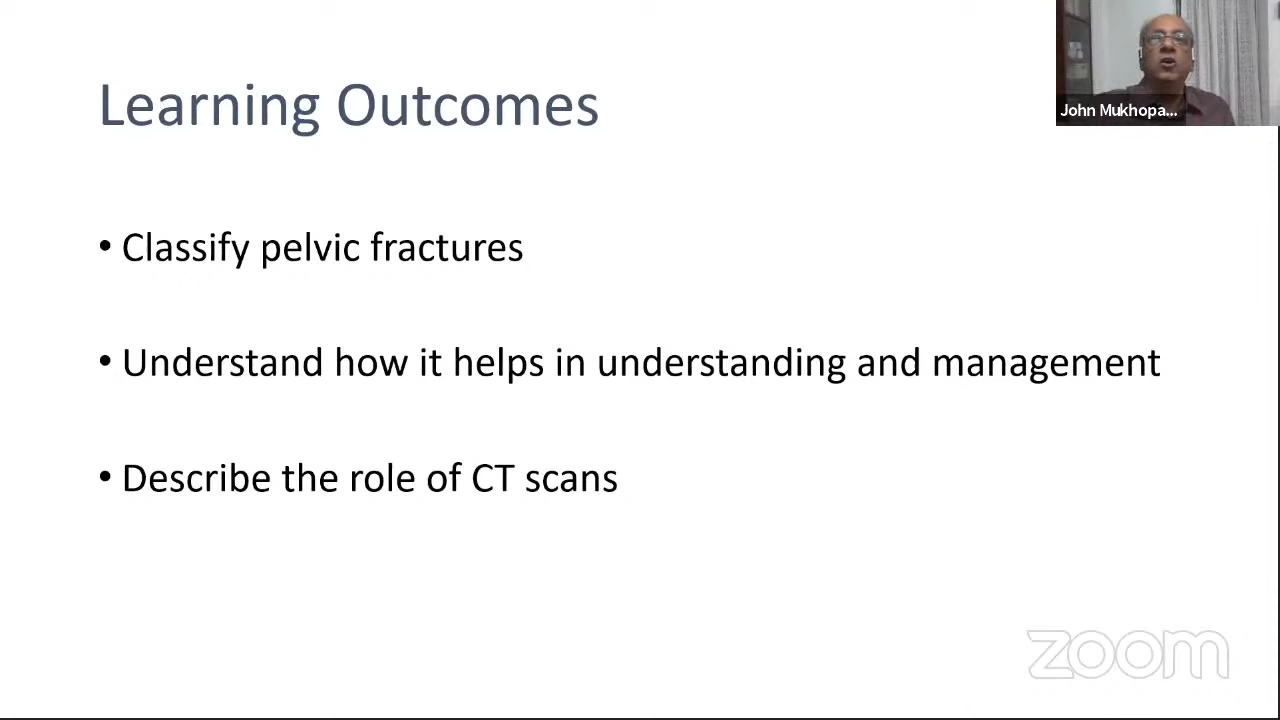 Learning Outcomes
John Mukhopa...
• Classify pelvic fractures
• Understand how it helps in understanding and management
• Describe the role of CT scans
zoom